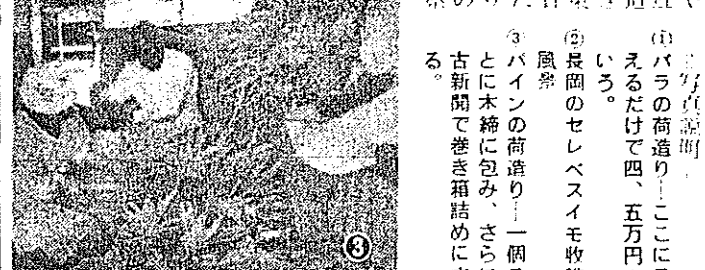 写真説明
①バラの荷造り―ここに
えるだけで四、五万円
いう。
②長岡のセレベスイモ収
風景
③パインの荷造り―一個
とに木綿に包み、さらに
古新聞で巻き箱詰めに
る。
③